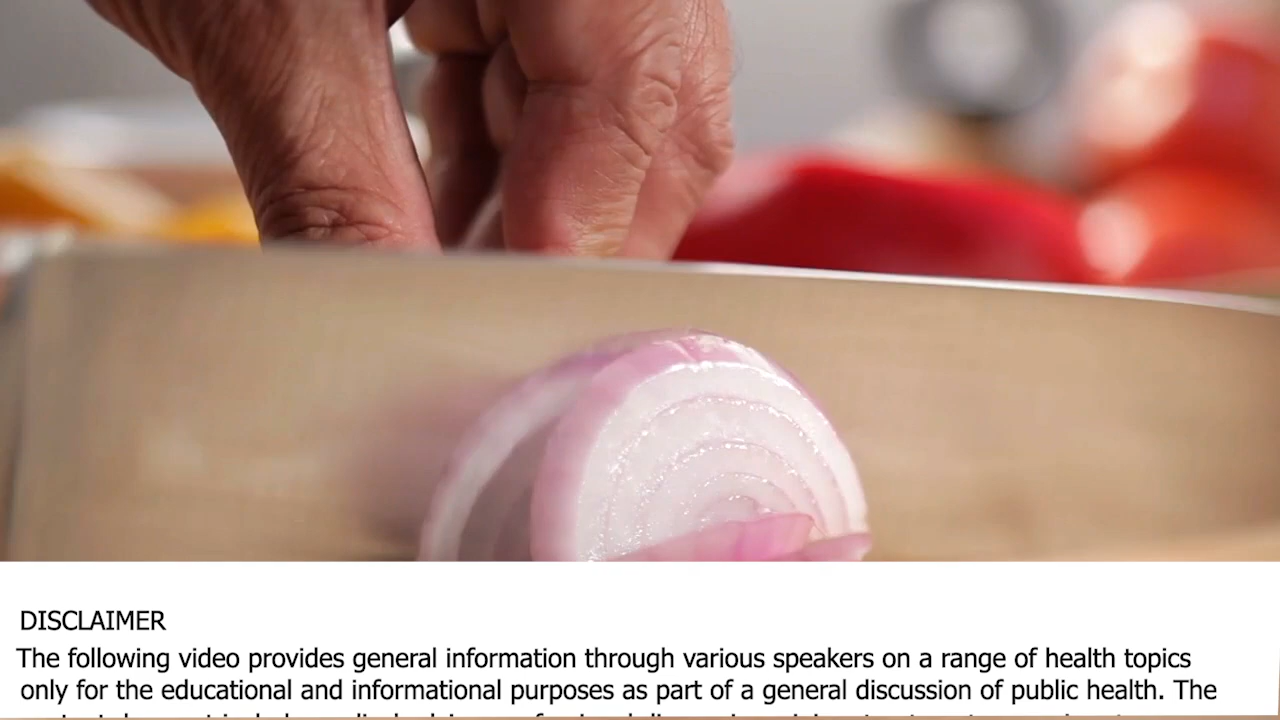 DISCLAIMER
The following video provides general information through various speakers on a range of health topics
only for the educational and informational purposes as part of a general discussion of public health. The